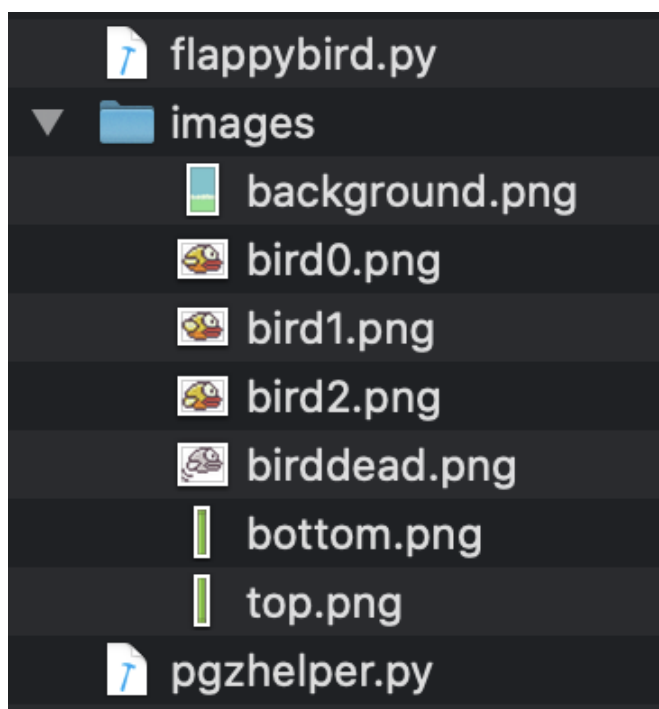 flappybird.py
images
background.png
bird0.png
bird1.png
bird2.png
birddead.png
bottom.png
top.png
pgzhelper.py